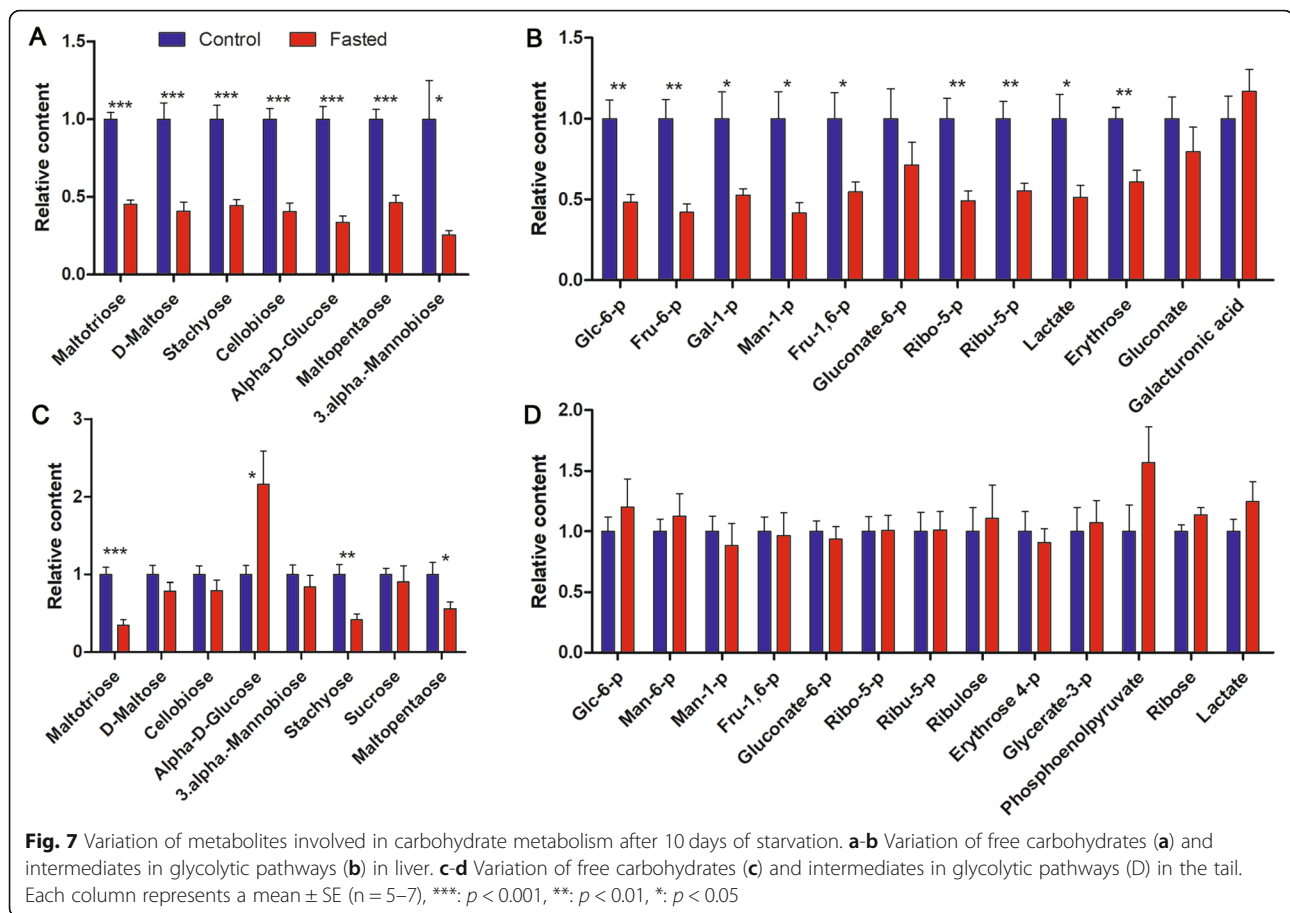 A
Control
Fasted
Relative content
1.5
1.0
0.5
0.0
***
***
***
***
***
***
*
Maltotriose
D-Maltose
Stachyose
Cellobiose
Alpha-D-Glucose
Maltopentaose
3.alpha.-Mannobiose
B
Relative content
1.5
1.0
0.5
0.0
**
**
*
*
*
**
**
*
**
Glc-6-p
Fru-6-p
Gal-1-p
Man-1-p
Fru-1,6-p
Gluconate-6-p
Ribo-5-p
Ribu-5-p
Lactate
Erythrose
Gluconate
Galacturonic acid
C
Relative content
3
2
1
0
***
*
**
*
Maltotriose
D-Maltose
Cellobiose
Alpha-D-Glucose
3.alpha.-Mannobiose
Stachyose
Sucrose
Maltopentaose
D
Relative content
2.0
1.5
1.0
0.5
0.0
Glc-6-p
Man-6-p
Man-1-p
Fru-1,6-p
Gluconate-6-p
Ribo-5-p
Ribu-5-p
Ribulose
Erythrose 4-p
Glycerate-3-p
Phosphoenolpyruvate
Ribose
Lactate
Fig. 7 Variation of metabolites involved in carbohydrate metabolism after 10 days of starvation. a-b Variation of free carbohydrates (a) and
intermediates in glycolytic pathways (b) in liver. c-d Variation of free carbohydrates (c) and intermediates in glycolytic pathways (D) in the tail.
Each column represents a mean ± SE (n = 5–7), ***: p < 0.001, **: p < 0.01, *: p < 0.05